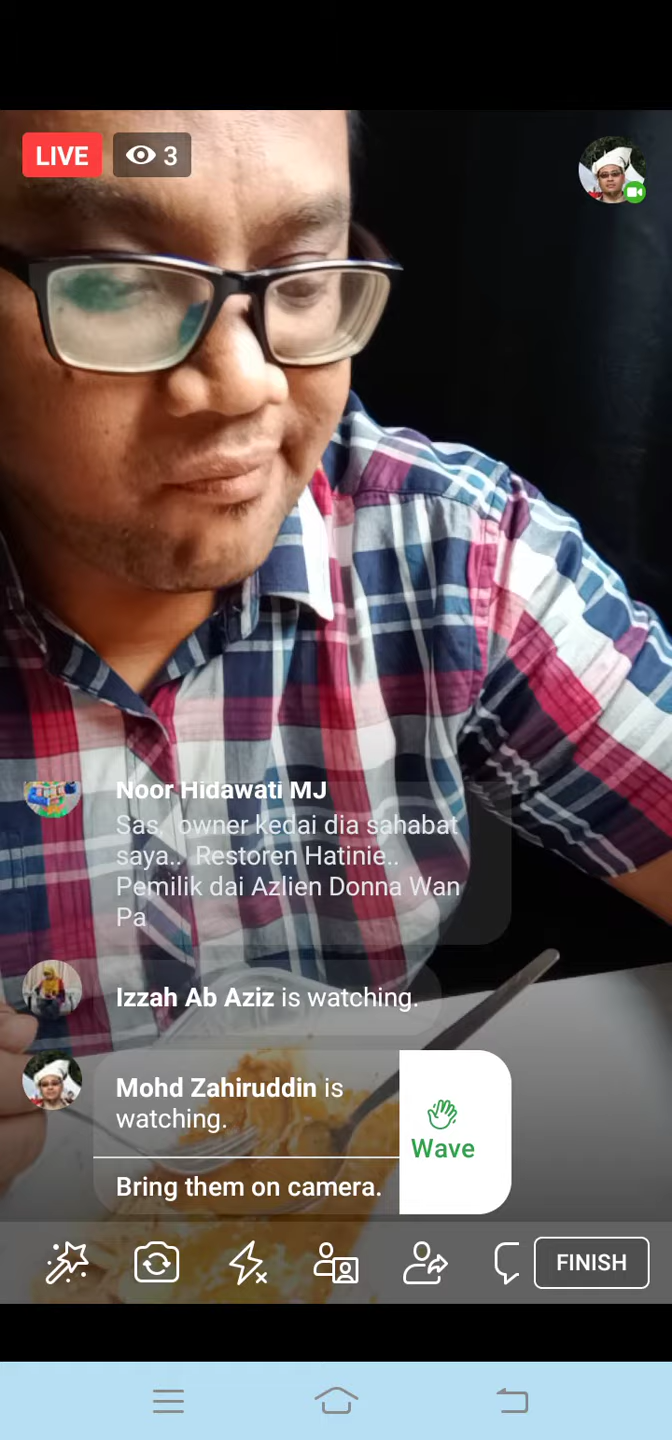 LIVE 3
Noor Hidawati MJ
Sas, owner kedai dia sahabat
saya.. Restoren Hatinie..
Pemilik dai Azlien Donna Wan
Pa
Izzah Ab Aziz is watching.
Mohd Zahiruddin is
watching.
Wave
Bring them on camera.
FINISH